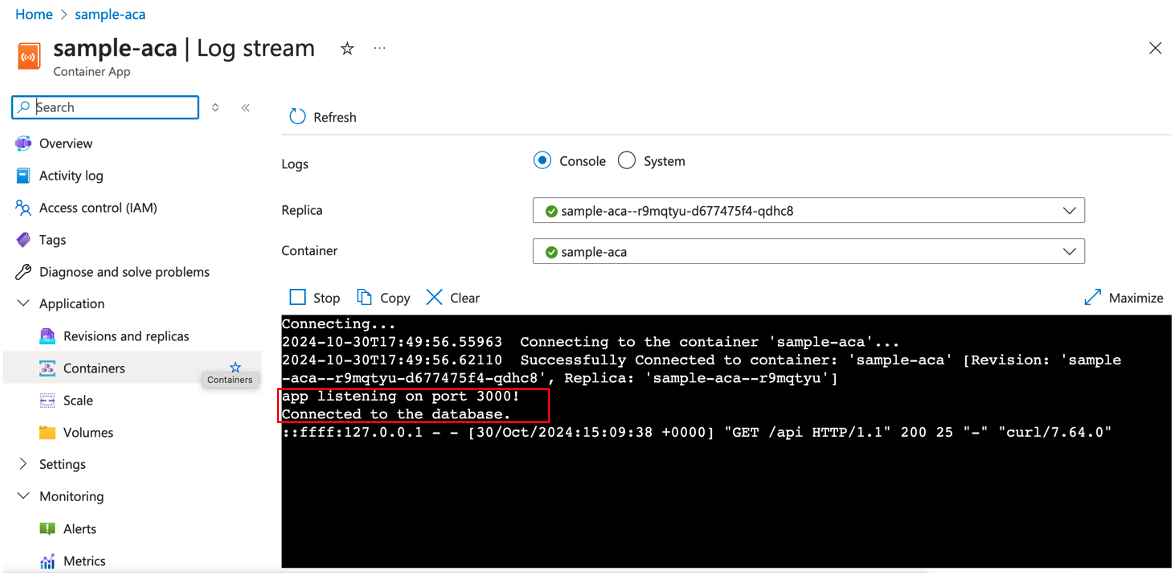 Home > sample-aca
sample-aca | Log stream
Container App
Search
Refresh
Overview
Activity log
Access control (IAM)
Tags
Diagnose and solve problems
Application
Revisions and replicas
Containers
Containers
Scale
Volumes
Settings
Monitoring
Alerts
Metrics
Logs
Console
System
Replica
sample-aca--r9mqtyu-d677475f4-qdhc8
Container
sample-aca
Stop
Copy
Clear
Maximize
Connecting...
2024-10-30T17:49:56.55963  Connecting to the container 'sample-aca'...
2024-10-30T17:49:56.62110  Successfully Connected to container: 'sample-aca' [Revision: 'sample
-aca--r9mqtyu-d677475f4-qdhc8', Replica: 'sample-aca--r9mqtyu']
app listening on port 3000!
Connected to the database.
::ffff:127.0.0.1 - - [30/Oct/2024:15:09:38 +0000] "GET /api HTTP/1.1" 200 25 "-" "curl/7.64.0"